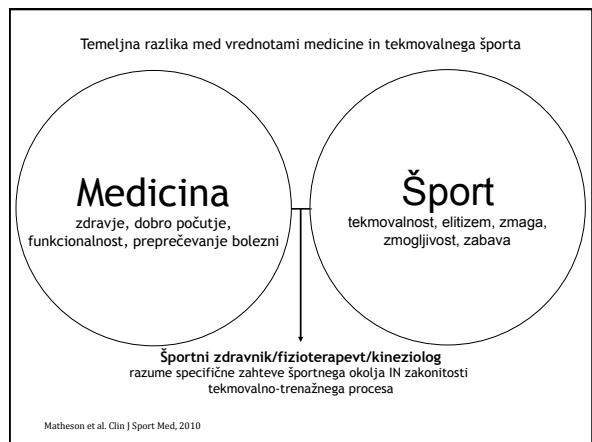 Temeljna razlika med vrednotami medicine in tekmovalnega športa
Medicina
zdravje, dobro počutje,
funkcionalnost, preprečevanje bolezni
Šport
tekmovalnost, elitizem, zmaga,
zmogljivost, zabava
Športni zdravnik/fizioterapevt/kineziolog
razume specifične zahteve športnega okolja IN zakonitosti
tekmovalno-trenažnega procesa
Matheson et al. Clin J Sport Med, 2010